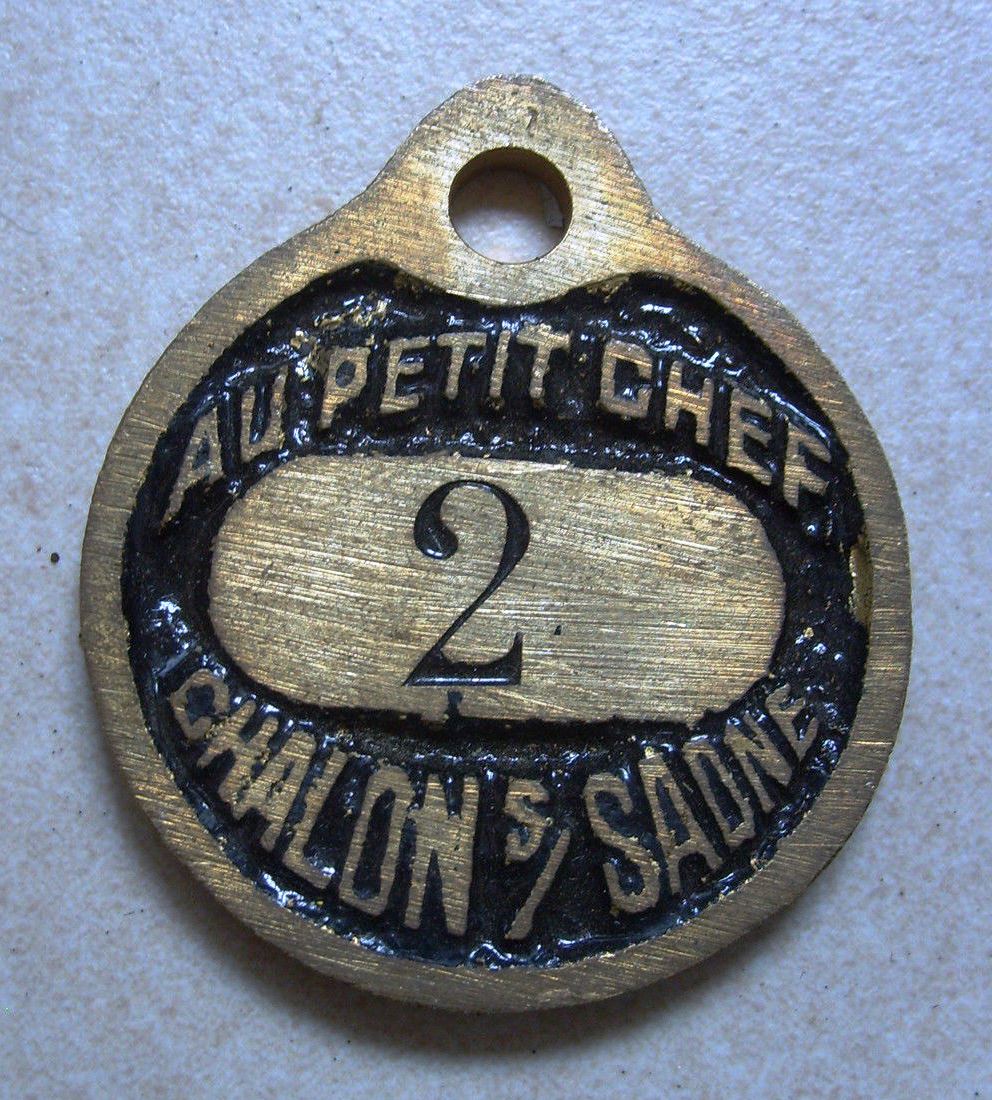 AU PETIT CHEF
2
CHALON S/ SAONE